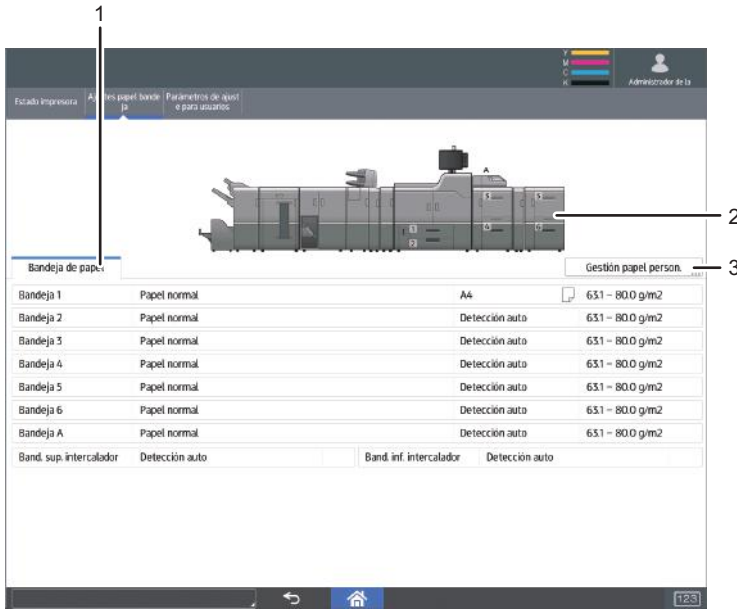 1
Y
M
C
K
Administrador de la
Estado impresora
Ajustes papel bande
ja
Parámetros de ajust
e para usuarios
A
3
5
2
1
4
6
2
Bandeja de papel
Gestión papel person.
3
Bandeja 1 Papel normal A4 63.1 – 80.0 g/m2
Bandeja 2 Papel normal Detección auto 63.1 – 80.0 g/m2
Bandeja 3 Papel normal Detección auto 63.1 – 80.0 g/m2
Bandeja 4 Papel normal Detección auto 63.1 – 80.0 g/m2
Bandeja 5 Papel normal Detección auto 63.1 – 80.0 g/m2
Bandeja 6 Papel normal Detección auto 63.1 – 80.0 g/m2
Bandeja A Papel normal Detección auto 63.1 – 80.0 g/m2
Band. sup. intercalador Detección auto Band. inf. intercalador Detección auto
123